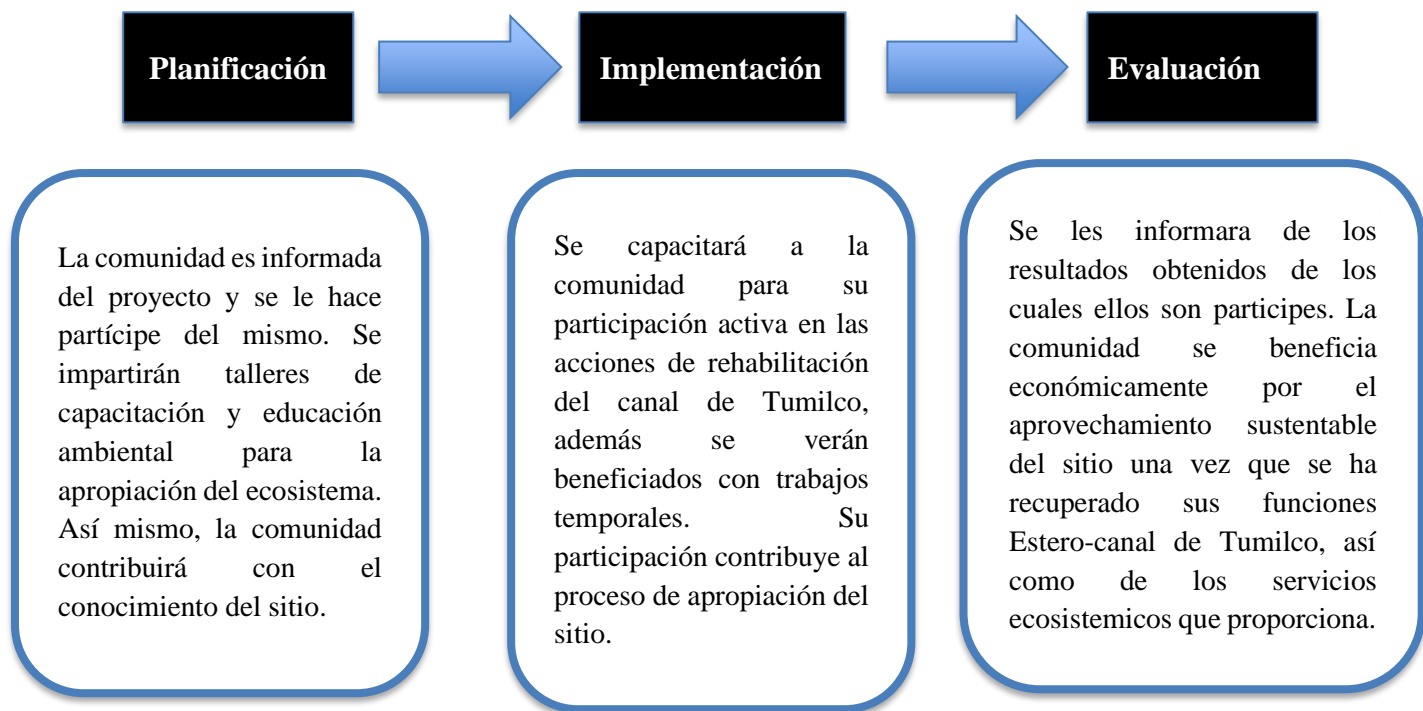 Planificación
Implementación
Evaluación
La comunidad es informada
del proyecto y se le hace
partícipe del mismo. Se
impartirán talleres de
capacitación y educación
ambiental para la
apropiación del ecosistema.
Así mismo, la comunidad
contribuirá con el
conocimiento del sitio.
Se capacitará a la
comunidad para su
participación activa en las
acciones de rehabilitación
del canal de Tumilco,
además se verán
beneficiados con trabajos
temporales. Su
participación contribuye al
proceso de apropiación del
sitio.
Se les informara de los
resultados obtenidos de los
cuales ellos son participes. La
comunidad se beneficia
económicamente por el
aprovechamiento sustentable
del sitio una vez que se ha
recuperado sus funciones
Estero-canal de Tumilco, así
como de los servicios
ecosistemicos que proporciona.